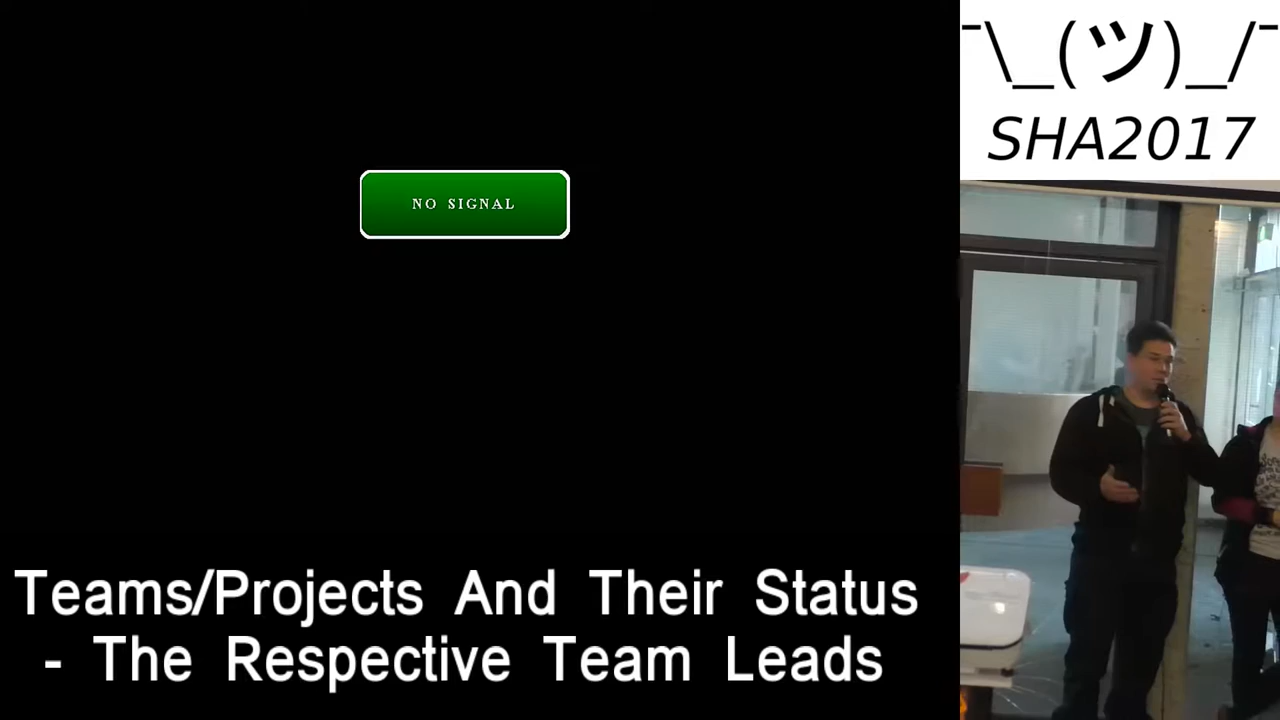 ¯\_(ツ)_/¯
SHA2017
NO SIGNAL
Teams/Projects And Their Status
- The Respective Team Leads